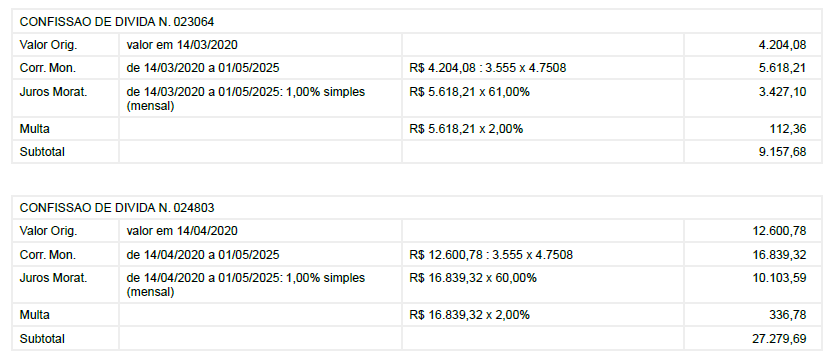 CONFISSAO DE DIVIDA N. 023064
Valor Orig. valor em 14/03/2020 4.204,08
Corr. Mon. de 14/03/2020 a 01/05/2025 R$ 4.204,08 : 3.555 x 4.7508 5.618,21
Juros Morat. de 14/03/2020 a 01/05/2025: 1,00% simples R$ 5.618,21 x 61,00% 3.427,10
(mensal)
Multa R$ 5.618,21 x 2,00% 112,36
Subtotal 9.157,68
CONFISSAO DE DIVIDA N. 024803
Valor Orig. valor em 14/04/2020 12.600,78
Corr. Mon. de 14/04/2020 a 01/05/2025 R$ 12.600,78 : 3.555 x 4.7508 16.839,32
Juros Morat. de 14/04/2020 a 01/05/2025: 1,00% simples R$ 16.839,32 x 60,00% 10.103,59
(mensal)
Multa R$ 16.839,32 x 2,00% 336,78
Subtotal 27.279,69